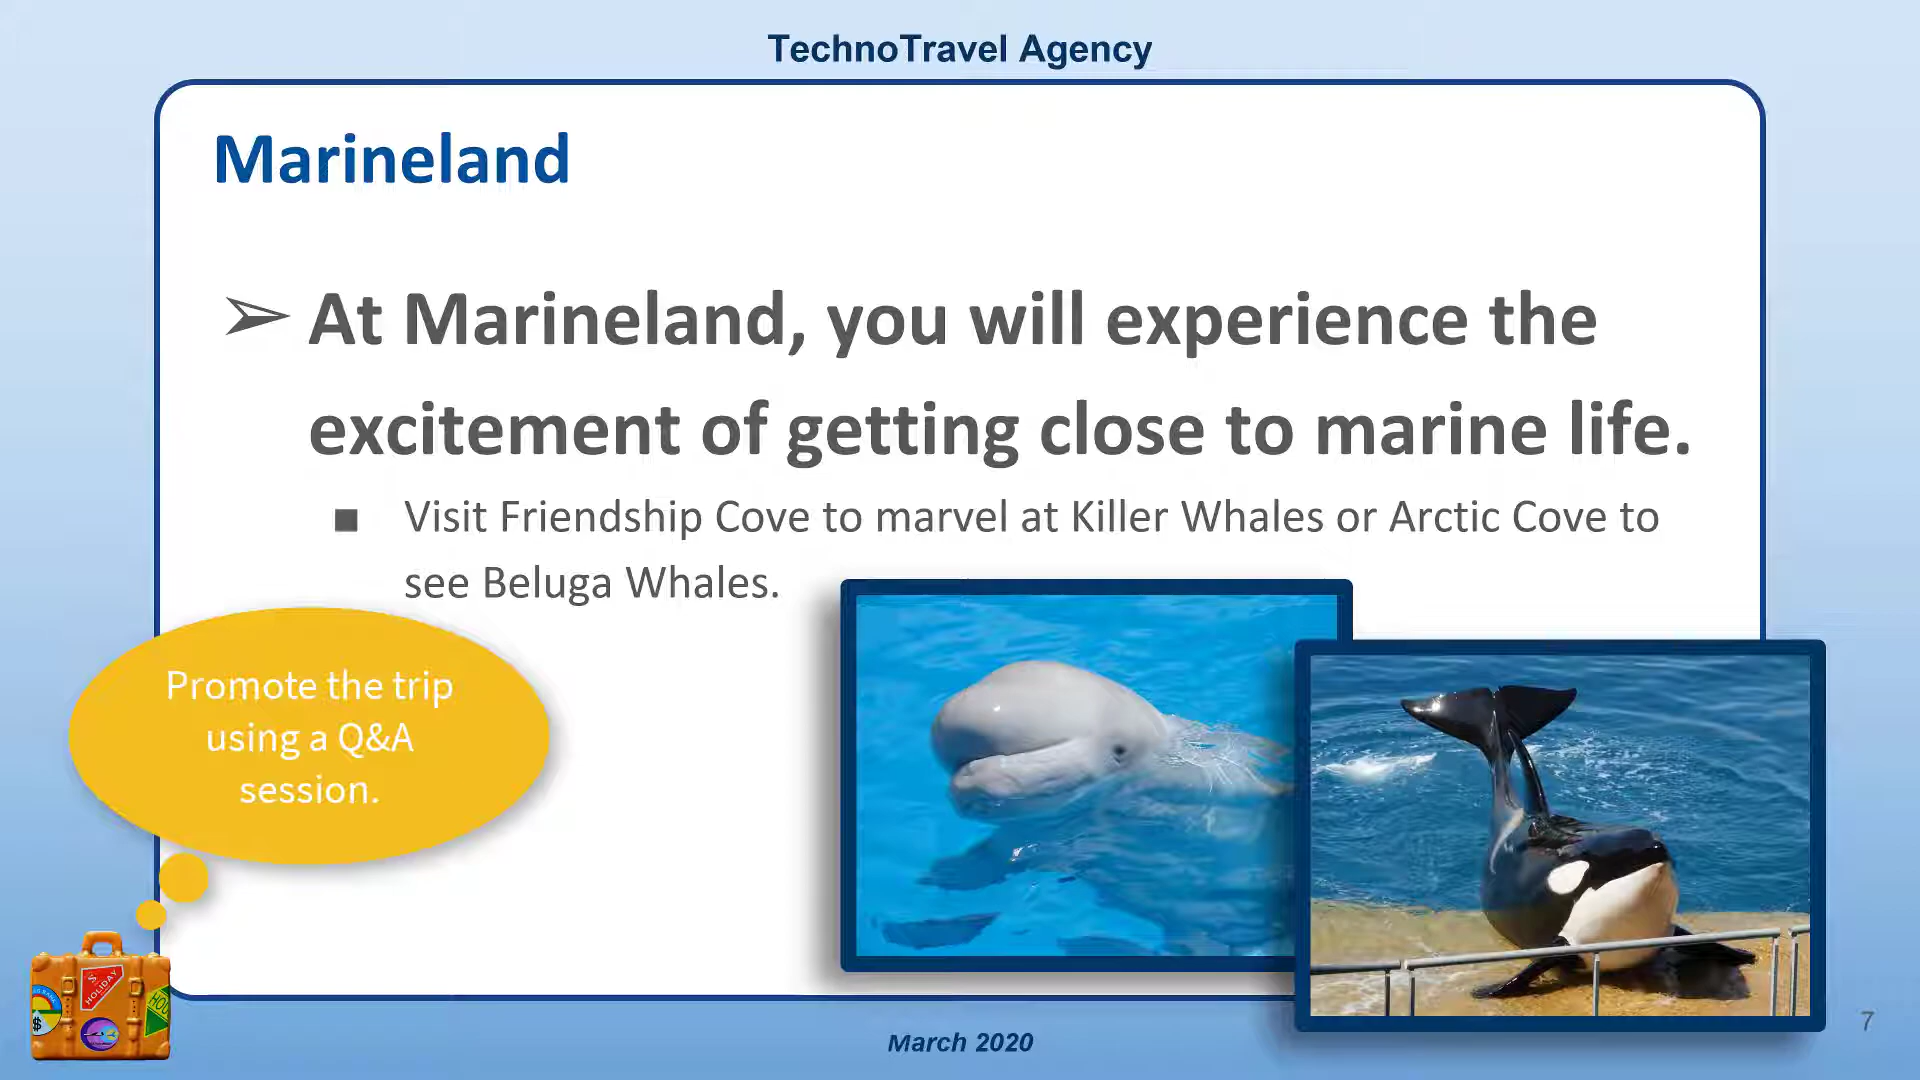 TechnoTravel Agency
Marineland
➢ At Marineland, you will experience the
excitement of getting close to marine life.
■ Visit Friendship Cove to marvel at Killer Whales or Arctic Cove to
see Beluga Whales.
Promote the trip
using a Q&A
session.
HOLIDAY
$
March 2020
7